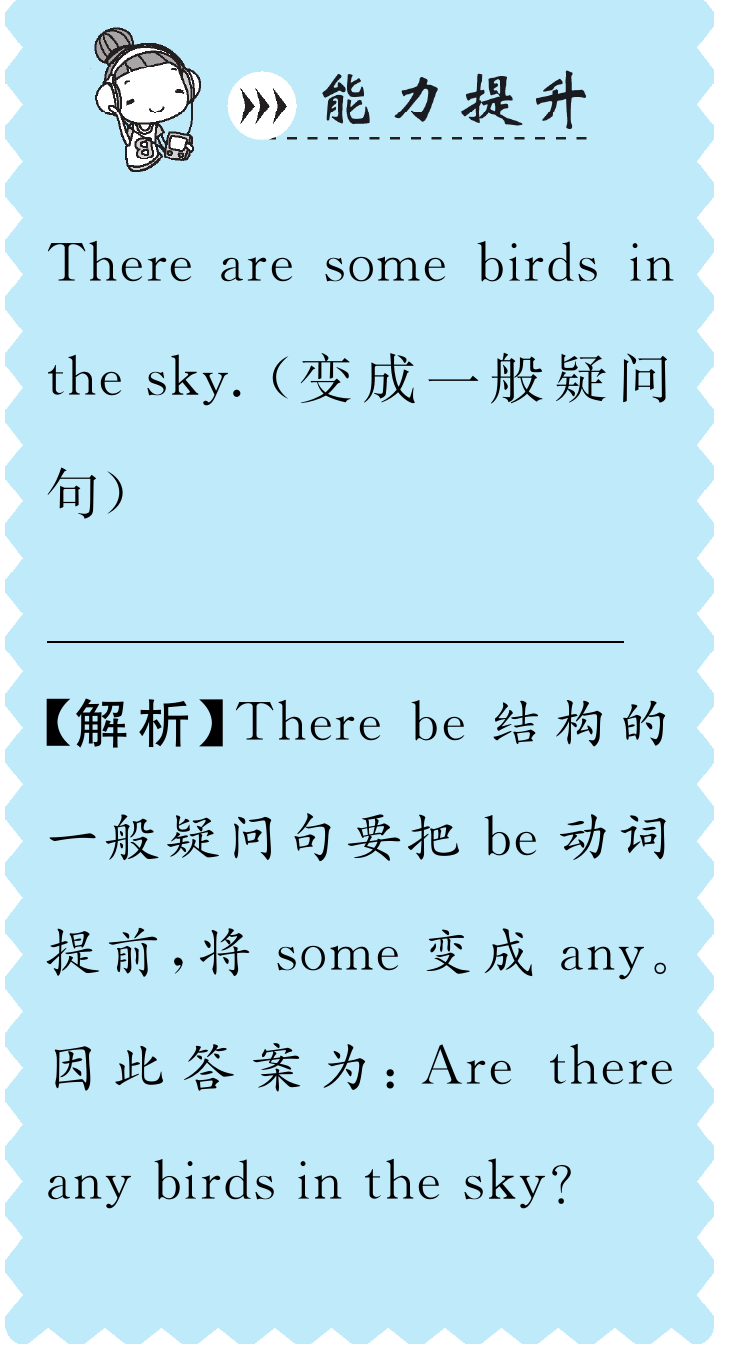 能力提升
There are some birds in
the sky.（变成一般疑问
句）
【解析】There be 结构的
一般疑问句要把 be 动词
提前,将 some 变成 any。
因此答案为: Are there
any birds in the sky?